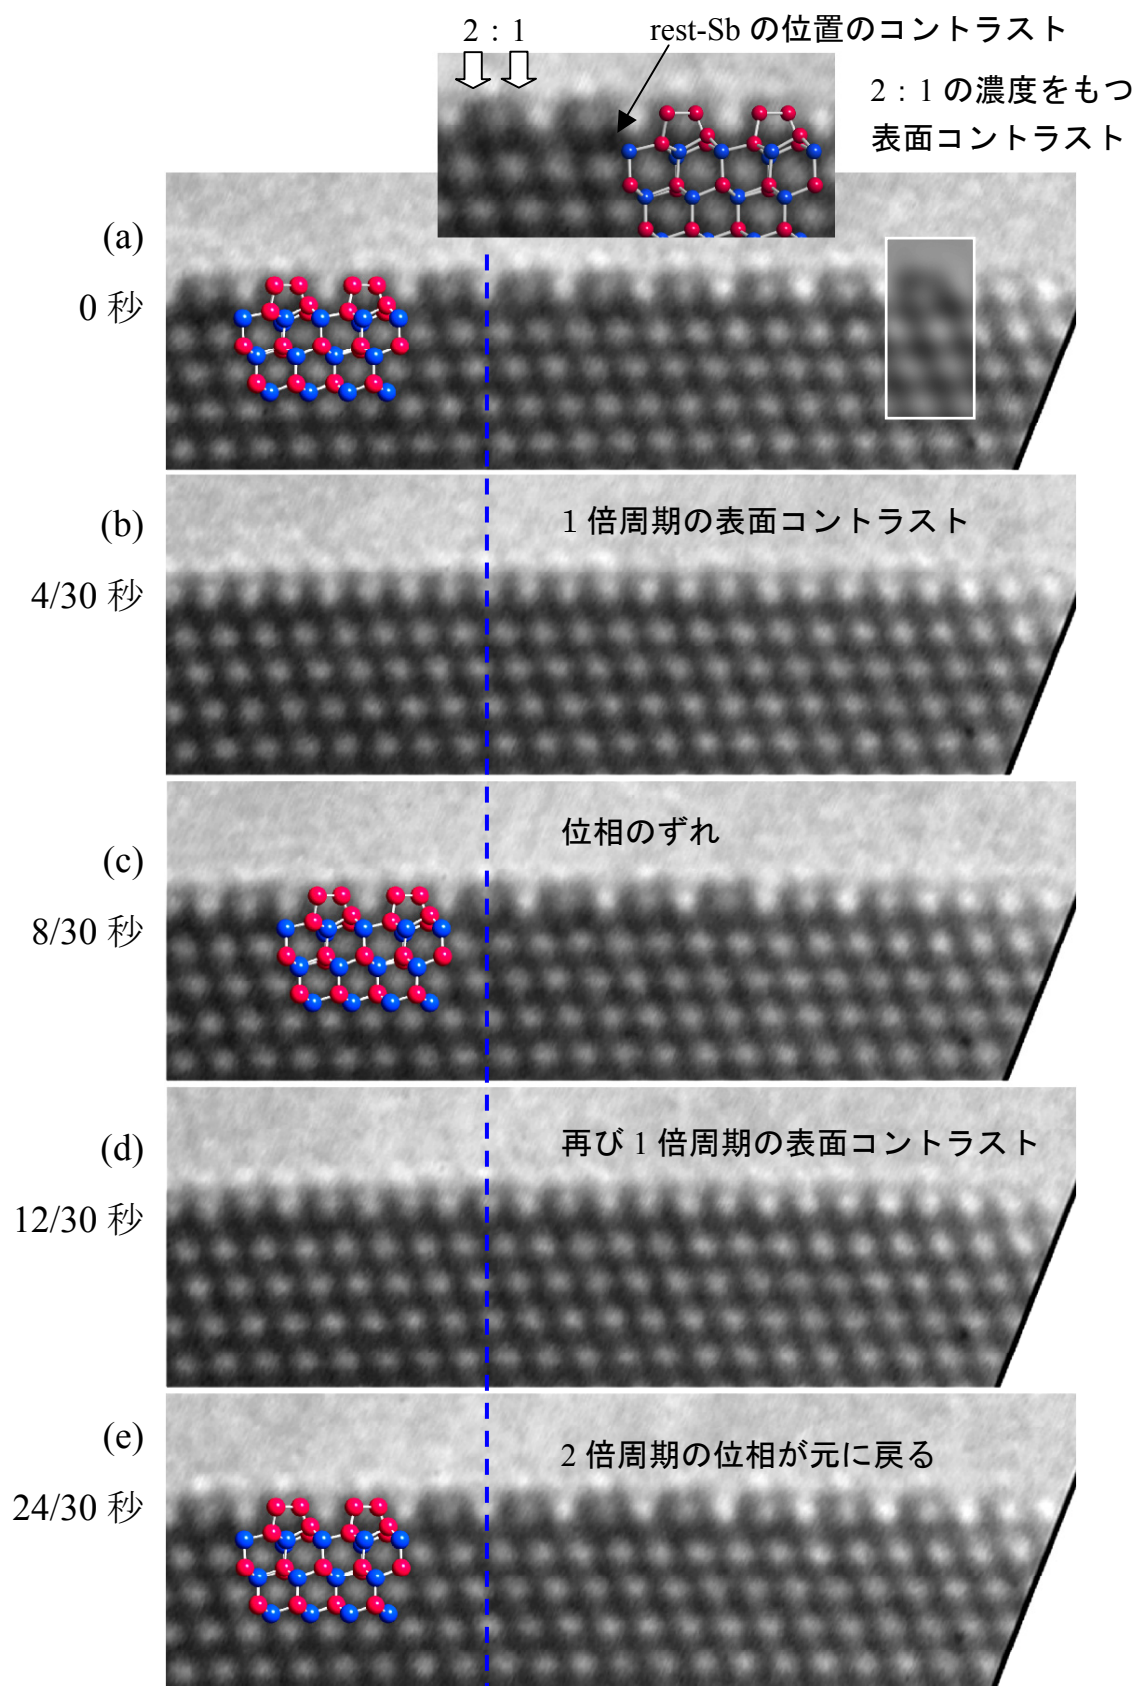 2 : 1
rest-Sb の位置のコントラスト
2 : 1 の濃度をもつ
表面コントラスト
(a)
0 秒
(b)
4/30 秒
1 倍周期の表面コントラスト
(c)
8/30 秒
位相のずれ
(d)
12/30 秒
再び 1 倍周期の表面コントラスト
(e)
24/30 秒
2 倍周期の位相が元に戻る